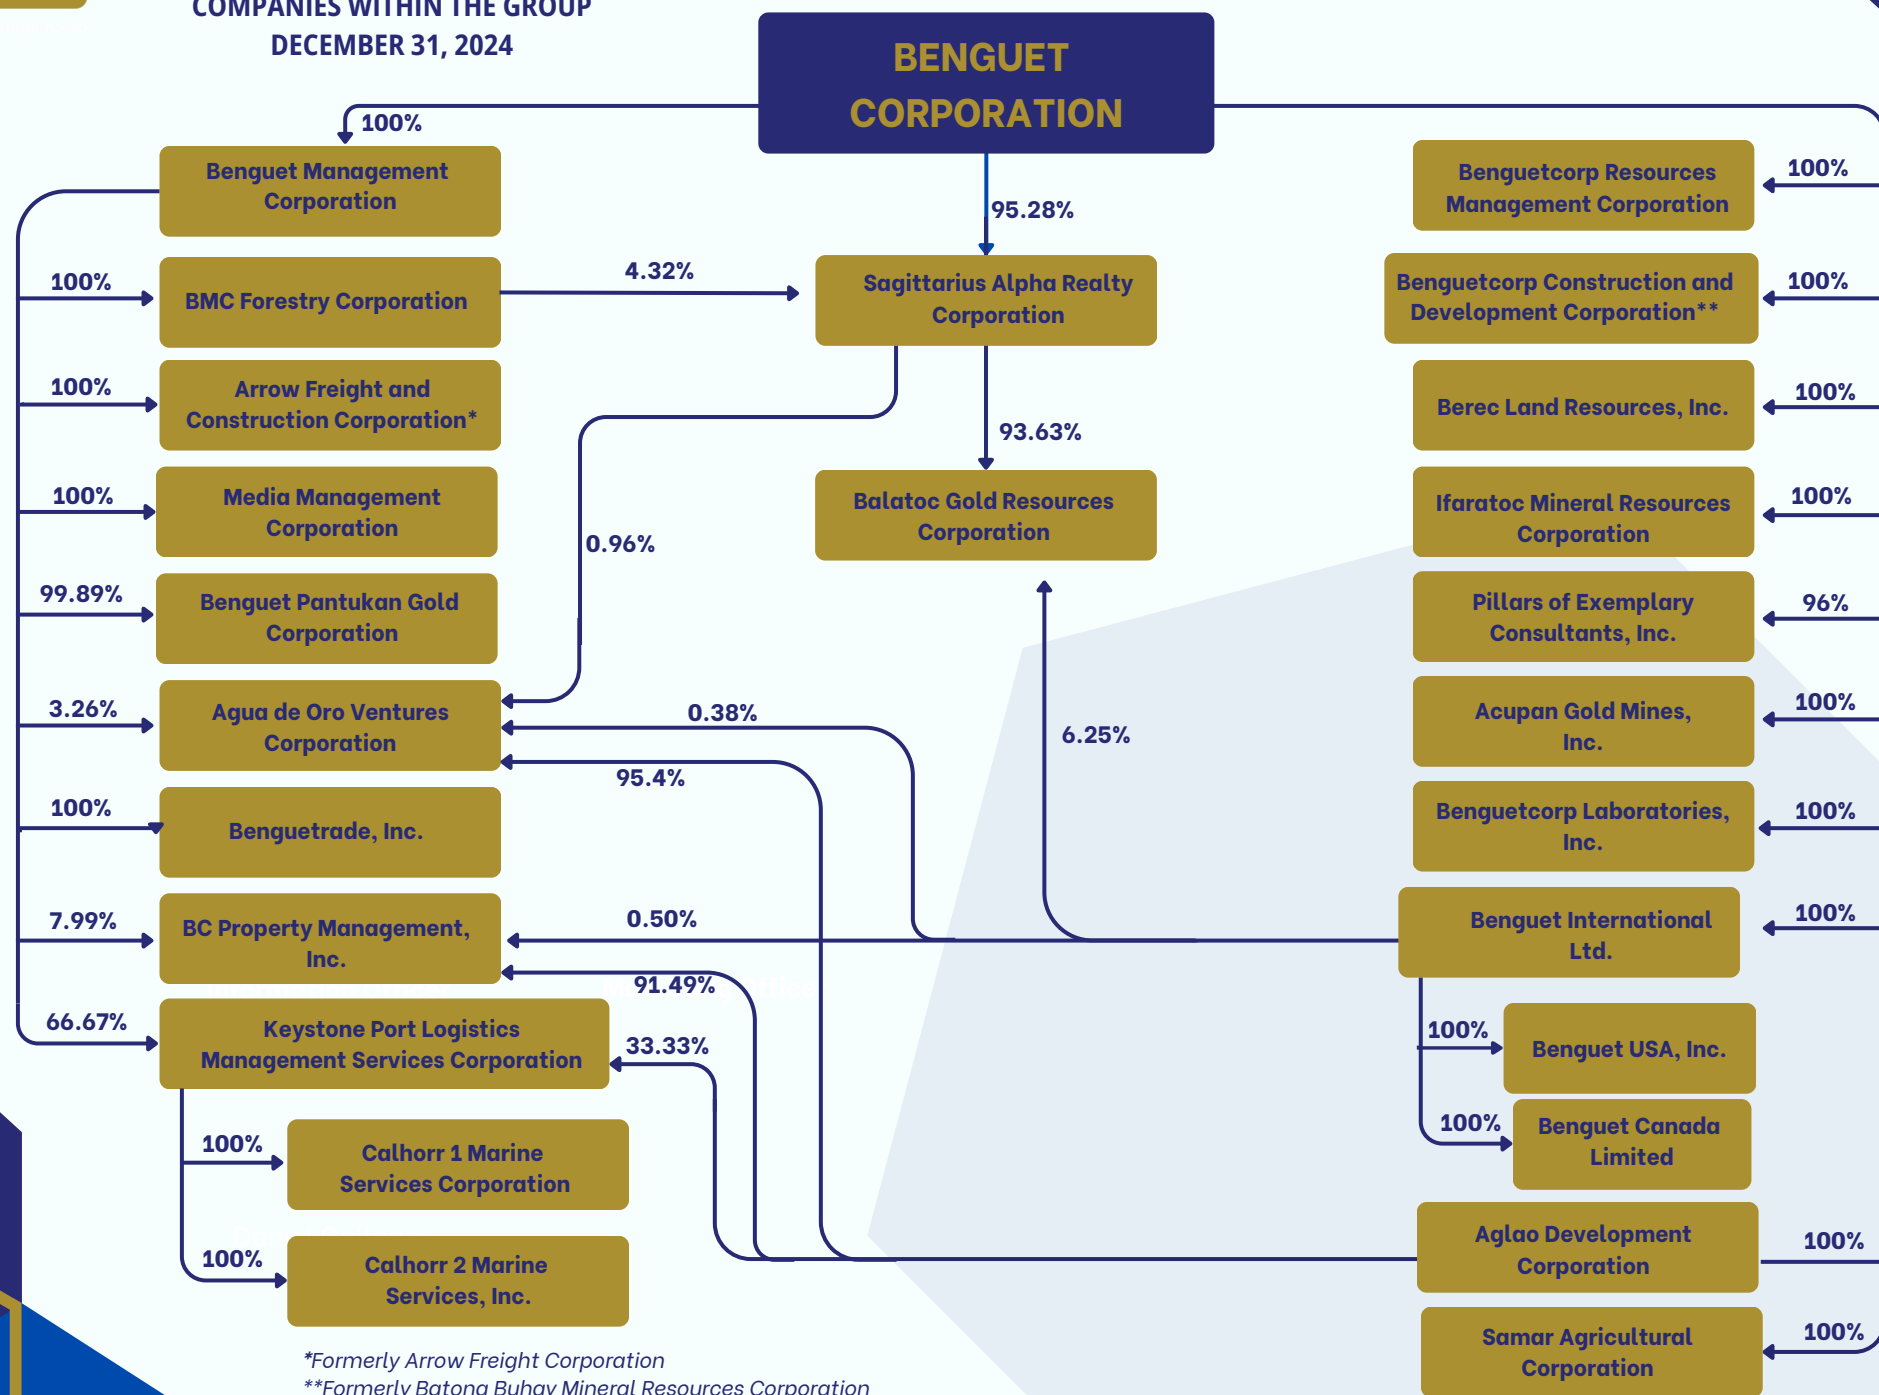 COMPANIES WITHIN THE GROUP
DECEMBER 31, 2024
BENGUET
CORPORATION
100%
Benguet Management
Corporation
95.28%
Benguetcorp Resources
Management Corporation
100%
100%
BMC Forestry Corporation
4.32%
Sagittarius Alpha Realty
Corporation
Benguetcorp Construction and
Development Corporation**
100%
100%
Arrow Freight and
Construction Corporation*
93.63%
Berec Land Resources, Inc.
100%
100%
Media Management
Corporation
0.96%
Balatoc Gold Resources
Corporation
Ifaratoc Mineral Resources
Corporation
100%
99.89%
Benguet Pantukan Gold
Corporation
Pillars of Exemplary
Consultants, Inc.
96%
3.26%
Agua de Oro Ventures
Corporation
0.38%
95.4%
6.25%
Acupan Gold Mines,
Inc.
100%
100%
Benguetrade, Inc.
Benguetcorp Laboratories,
Inc.
100%
7.99%
BC Property Management,
Inc.
0.50%
91.49%
Benguet International
Ltd.
100%
66.67%
Keystone Port Logistics
Management Services Corporation
33.33%
100%
Benguet USA, Inc.
100%
Benguet Canada
Limited
100%
Calhorr 1 Marine
Services Corporation
100%
Calhorr 2 Marine
Services, Inc.
Aglao Development
Corporation
100%
Samar Agricultural
Corporation
100%
*Formerly Arrow Freight Corporation
**Formerly Batong Buhay Mineral Resources Corporation